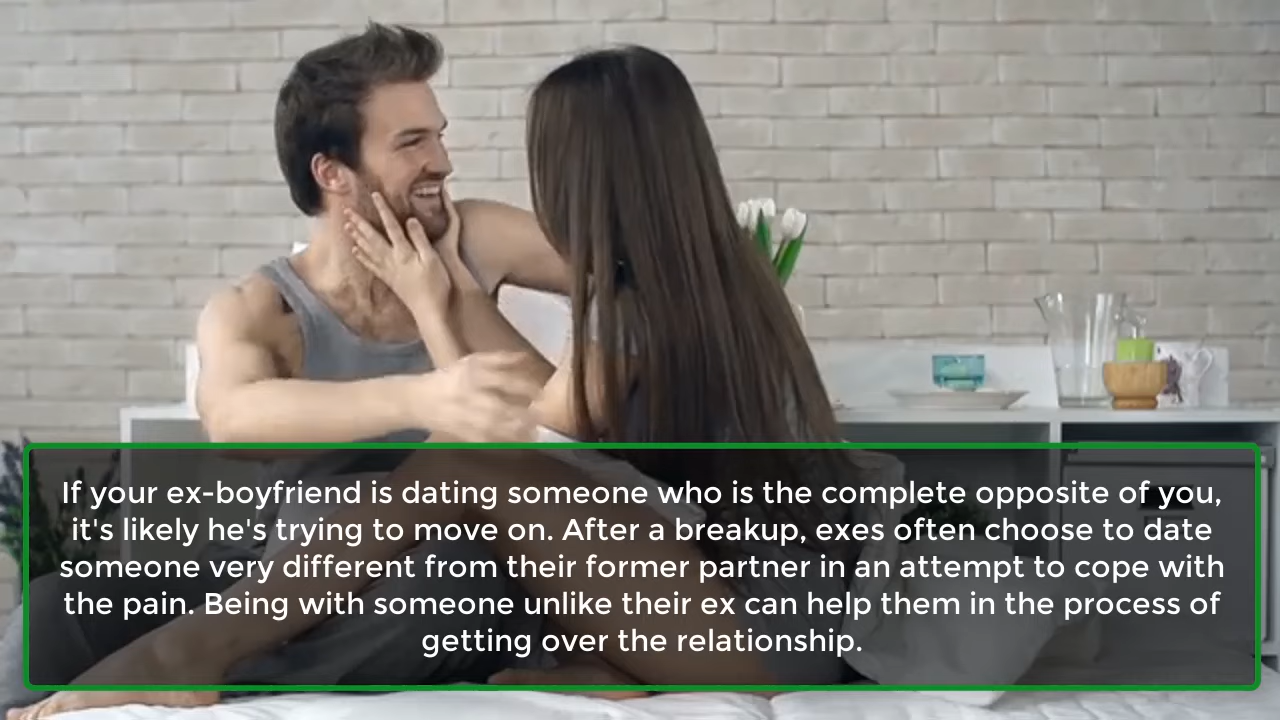 If your ex-boyfriend is dating someone who is the complete opposite of you,
it's likely he's trying to move on. After a breakup, exes often choose to date
someone very different from their former partner in an attempt to cope with
the pain. Being with someone unlike their ex can help them in the process of
getting over the relationship.